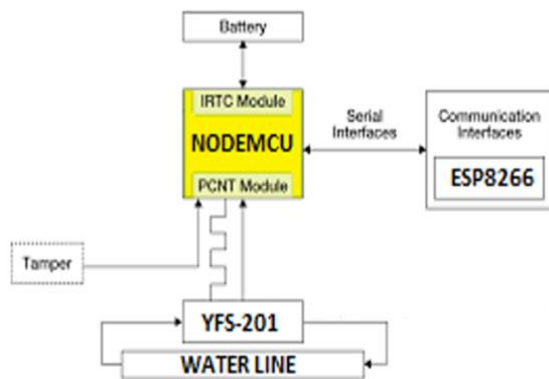 Battery
IRTC Module
NODEMCU
PCNT Module
Serial
Interfaces
Communication
Interfaces
ESP8266
Tamper
YFS-201
WATER LINE